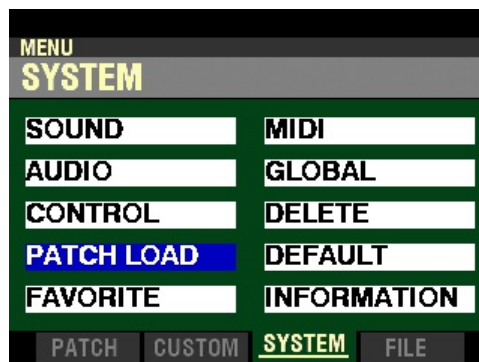 MENU
SYSTEM
SOUND
MIDI
AUDIO
GLOBAL
CONTROL
DELETE
PATCH LOAD
DEFAULT
FAVORITE
INFORMATION
PATCH
CUSTOM
SYSTEM
FILE